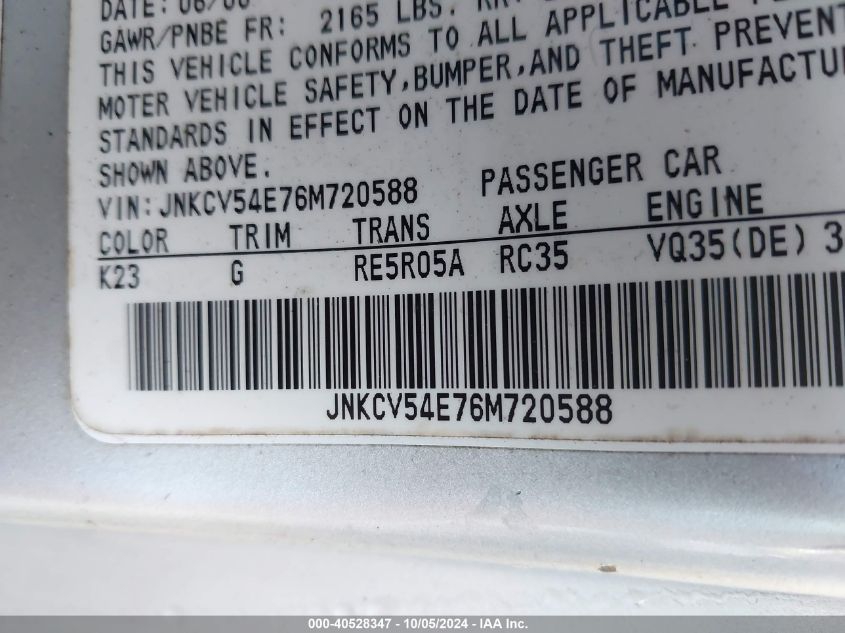 DATE: 06/06
GAWR/PNBE FR: 2165 LBS. RR:
THIS VEHICLE CONFORMS TO ALL APPLICABLE
MOTER VEHICLE SAFETY,BUMPER,AND THEFT PREVENT
STANDARDS IN EFFECT ON THE DATE OF MANUFACTU
SHOWN ABOVE.
VIN:JNKCV54E76M720588 PASSENGER CAR
COLOR TRIM TRANS AXLE ENGINE
K23 G RE5R05A RC35 VQ35(DE) 3
JNKCV54E76M720588
000-40528347 - 10/05/2024 - IAA Inc.